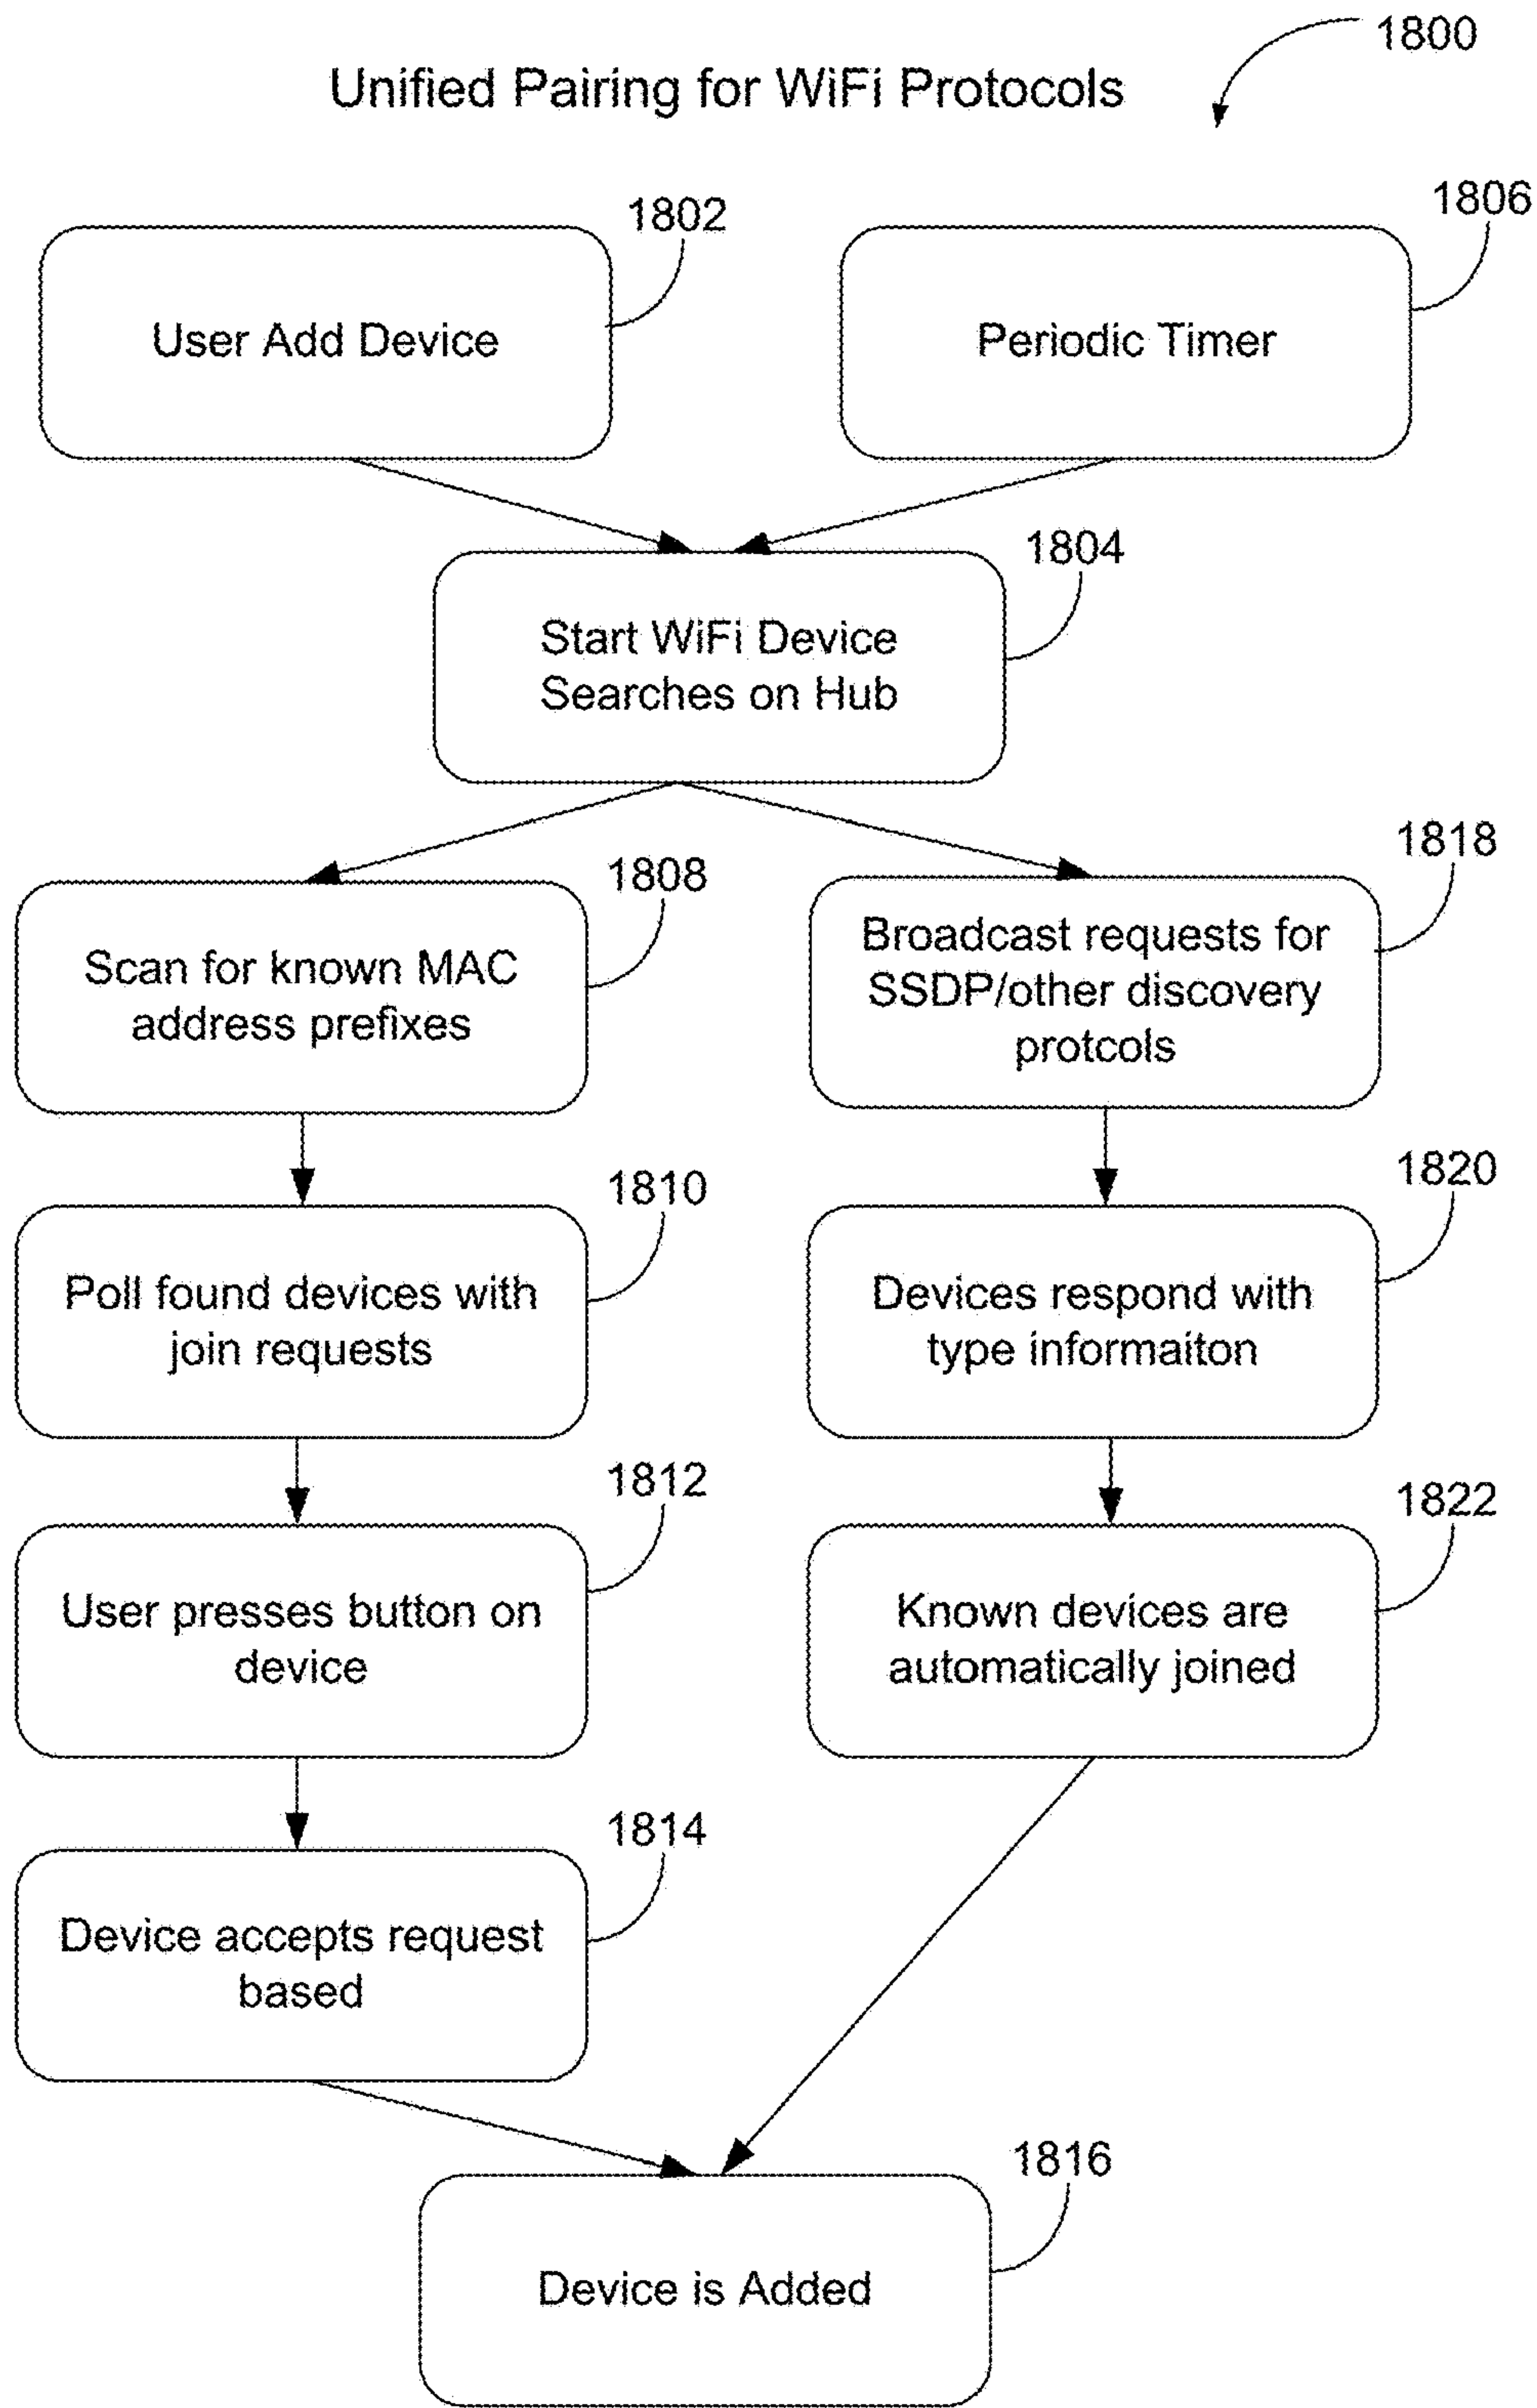 1800
Unified Pairing for WiFi Protocols
1802
1806
User Add Device
Periodic Timer
1804
Start WiFi Device
Searches on Hub
1808
1818
Scan for known MAC
address prefixes
Broadcast requests for
SSDP/other discovery
protcols
1810
1820
Poll found devices with
join requests
Devices respond with
type informaiton
1812
1822
User presses button on
device
Known devices are
automatically joined
1814
Device accepts request
based
1816
Device is Added